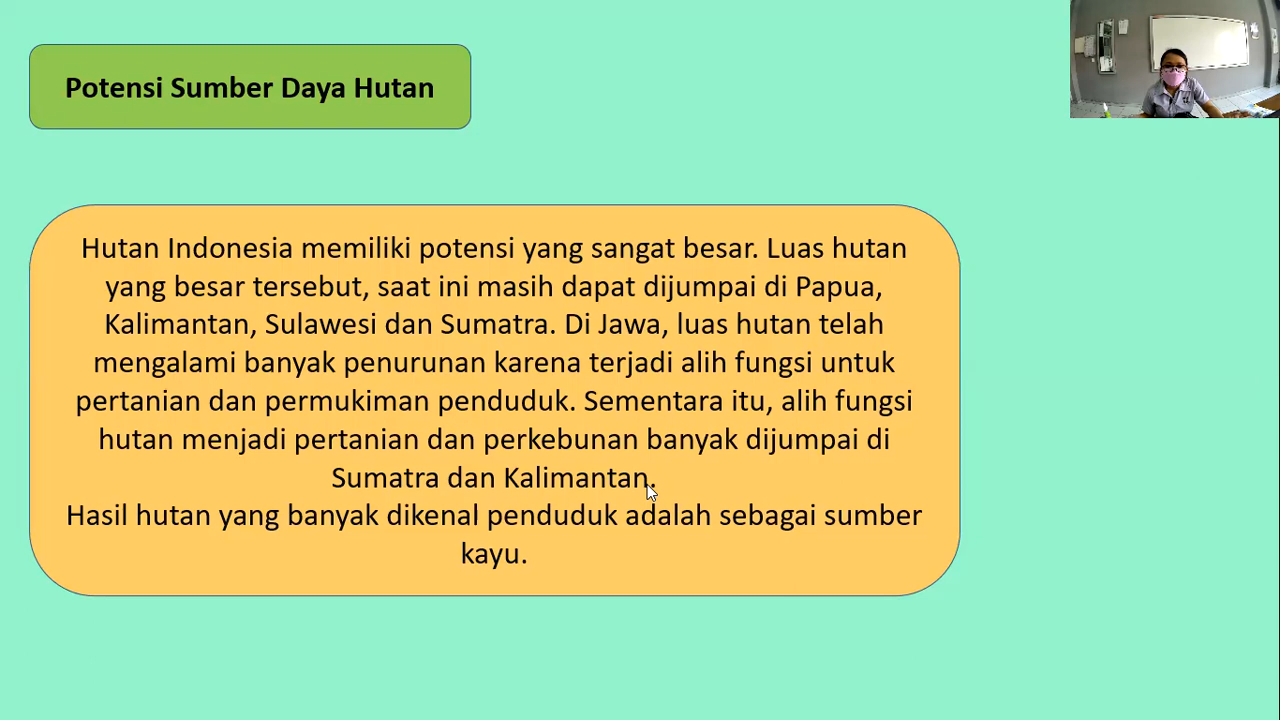 Potensi Sumber Daya Hutan
Hutan Indonesia memiliki potensi yang sangat besar. Luas hutan
yang besar tersebut, saat ini masih dapat dijumpai di Papua,
Kalimantan, Sulawesi dan Sumatra. Di Jawa, luas hutan telah
mengalami banyak penurunan karena terjadi alih fungsi untuk
pertanian dan permukiman penduduk. Sementara itu, alih fungsi
hutan menjadi pertanian dan perkebunan banyak dijumpai di
Sumatra dan Kalimantan.
Hasil hutan yang banyak dikenal penduduk adalah sebagai sumber
kayu.